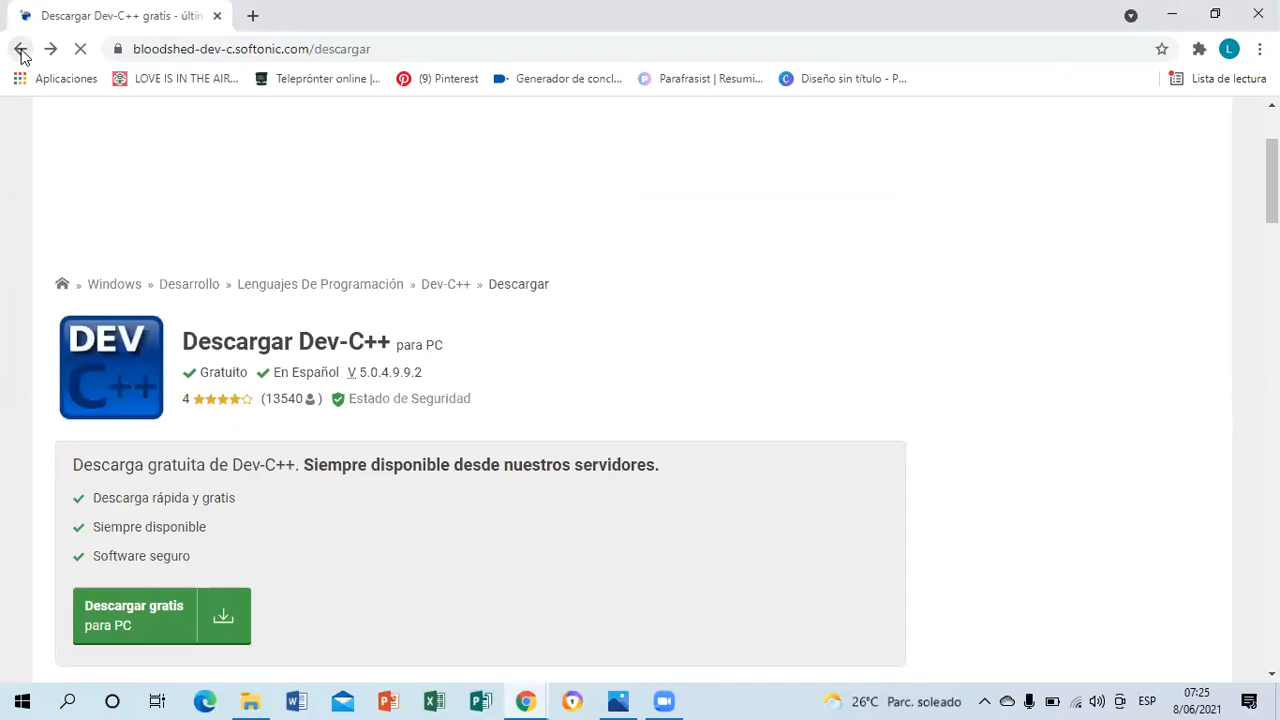 Descargar Dev-C++ gratis - últin
bloodshed-dev-c.softonic.com/descargar
L
Aplicaciones
LOVE IS IN THE AIR...
Teleprónter online |...
(9) Pinterest
Generador de concl...
Parafrasist | Resumi...
C
Diseño sin título - P...
Lista de lectura
» Windows » Desarrollo » Lenguajes De Programación » Dev-C++ » Descargar
DEV
C++
Descargar Dev-C++ para PC
Gratuito En Español V 5.0.4.9.9.2
4 (13540) Estado de Seguridad
Descarga gratuita de Dev-C++. Siempre disponible desde nuestros servidores.
Descarga rápida y gratis
Siempre disponible
Software seguro
Descargar gratis
para PC
26°C Parc. soleado
ESP
07:25
8/06/2021